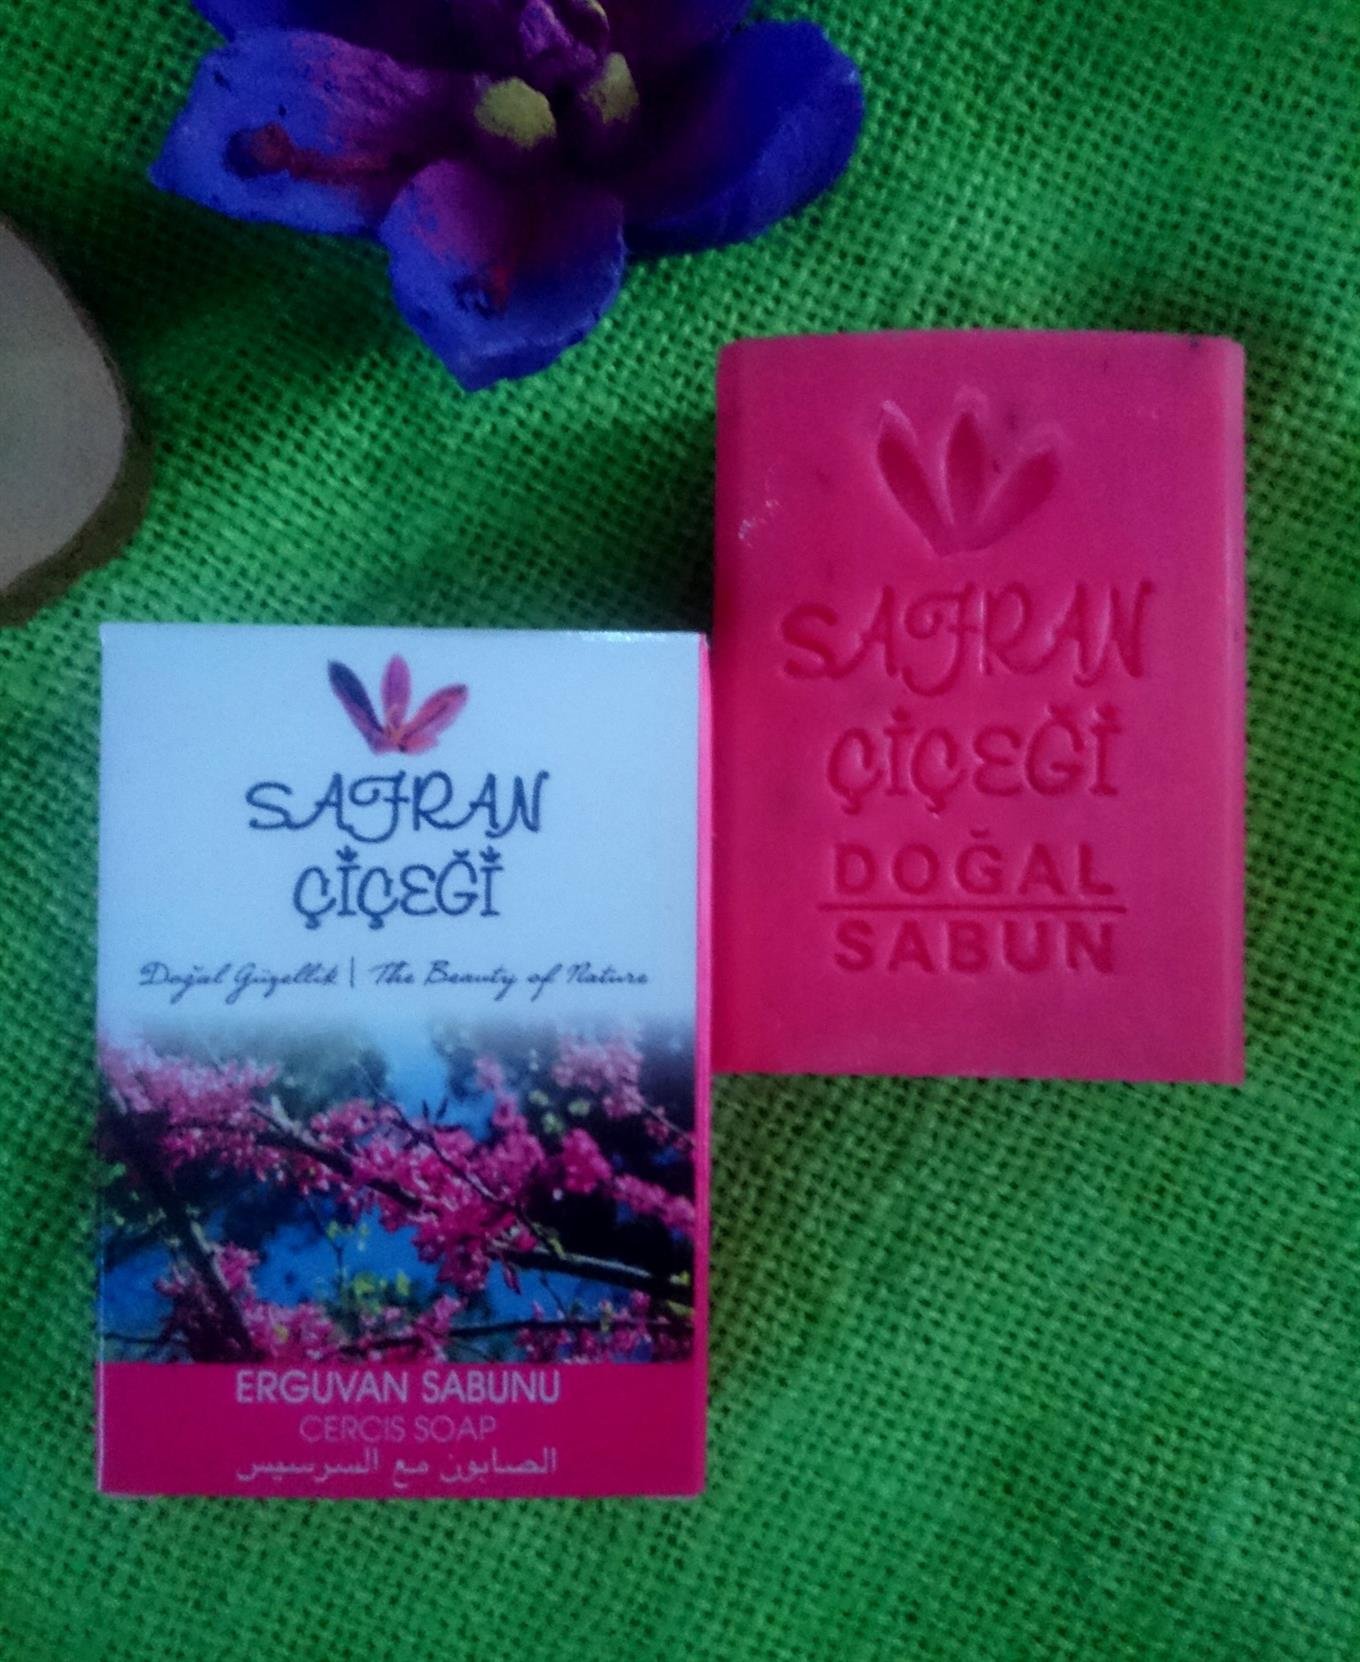 SAFRAN
ÇİÇEĞİ
Doğal Güzellik | The Beauty of Nature
ERGUVAN SABUNU
CERCIS SOAP
الصابون مع السرسيس
SAFRAN
ÇİÇEĞİ
DOĞAL
SABUN